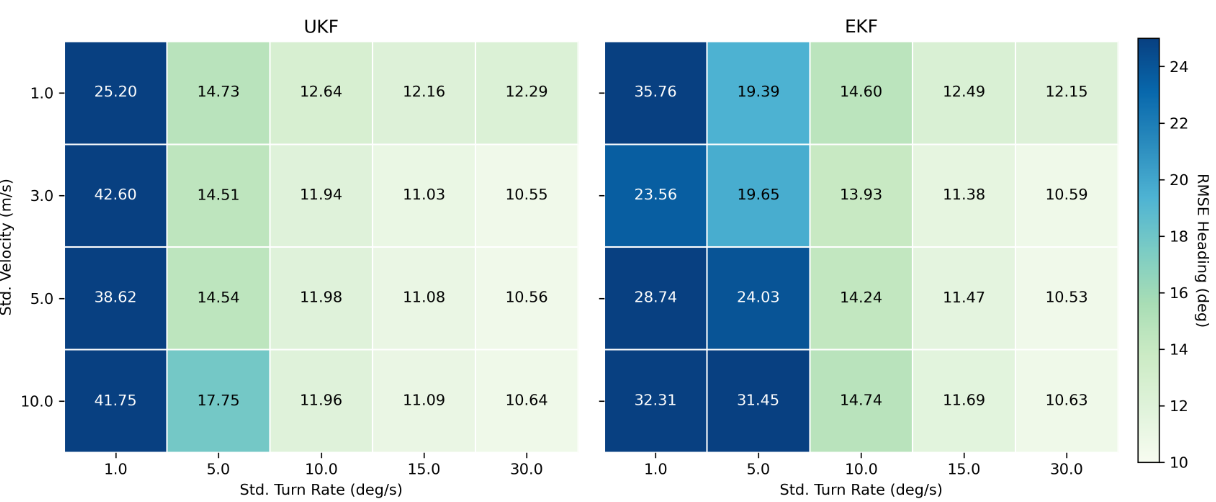 UKF
EKF
1.0 25.20 14.73 12.64 12.16 12.29 35.76 19.39 14.60 12.49 12.15
3.0 42.60 14.51 11.94 11.03 10.55 23.56 19.65 13.93 11.38 10.59
5.0 38.62 14.54 11.98 11.08 10.56 28.74 24.03 14.24 11.47 10.53
10.0 41.75 17.75 11.96 11.09 10.64 32.31 31.45 14.74 11.69 10.63
1.0 5.0 10.0 15.0 30.0 1.0 5.0 10.0 15.0 30.0
Std. Turn Rate (deg/s)
Std. Turn Rate (deg/s)
Std. Velocity (m/s)
24
22
20
18
16
14
12
10
RMSE Heading (deg)